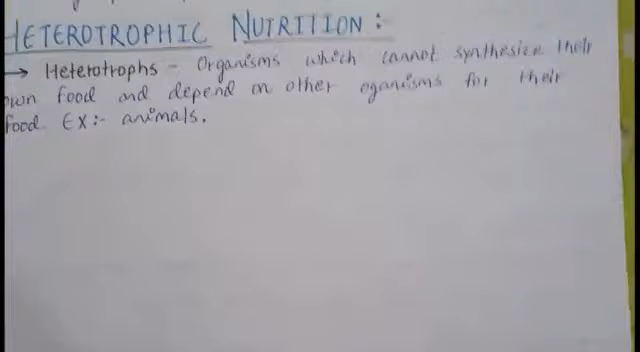 HETEROTROPHIC NUTRITION :
→ Heterotrophs - Organisms which cannot synthesize their
own food and depend on other oganisms for their
food. EX:- animals.